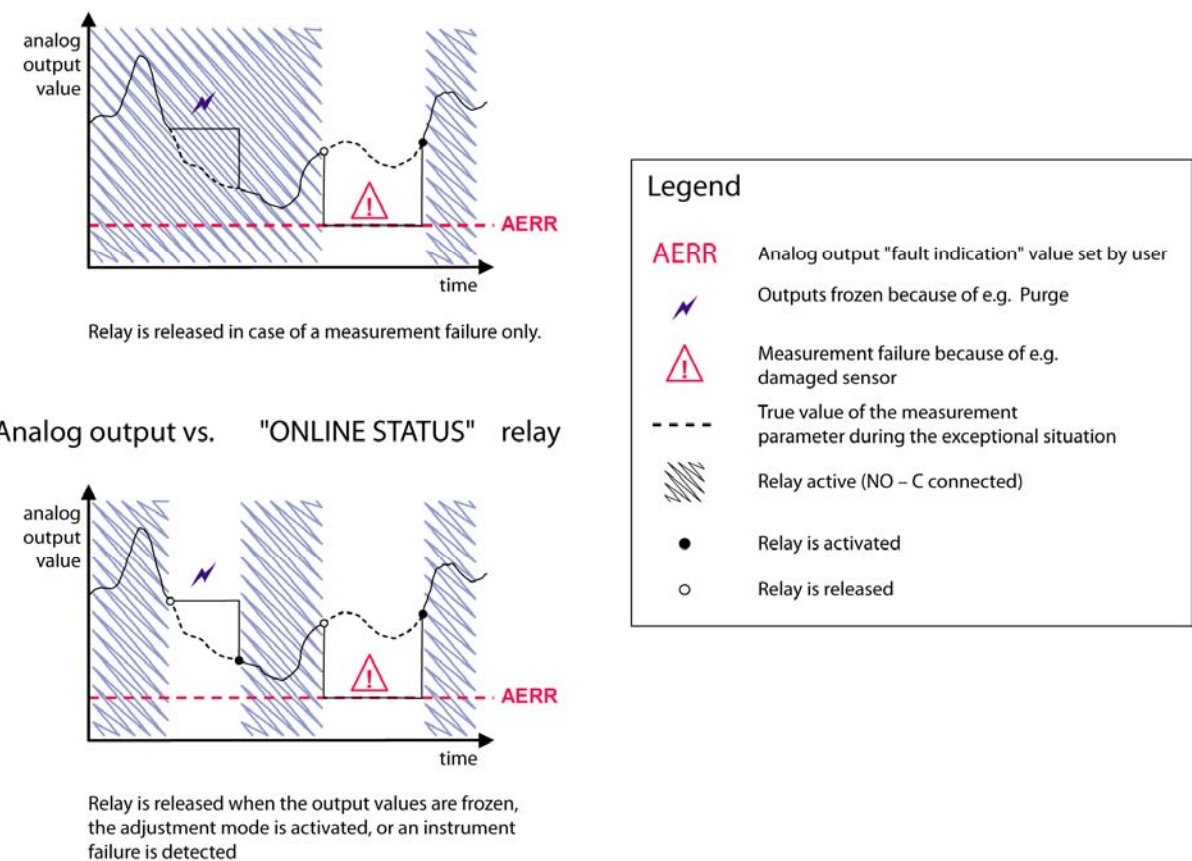 analog
output
value
AERR
time
Relay is released in case of a measurement failure only.
Analog output vs. "ONLINE STATUS" relay
analog
output
value
AERR
time
Relay is released when the output values are frozen,
the adjustment mode is activated, or an instrument
failure is detected
Legend
AERR Analog output "fault indication" value set by user
Outputs frozen because of e.g. Purge
Measurement failure because of e.g.
damaged sensor
True value of the measurement
parameter during the exceptional situation
Relay active (NO – C connected)
Relay is activated
Relay is released